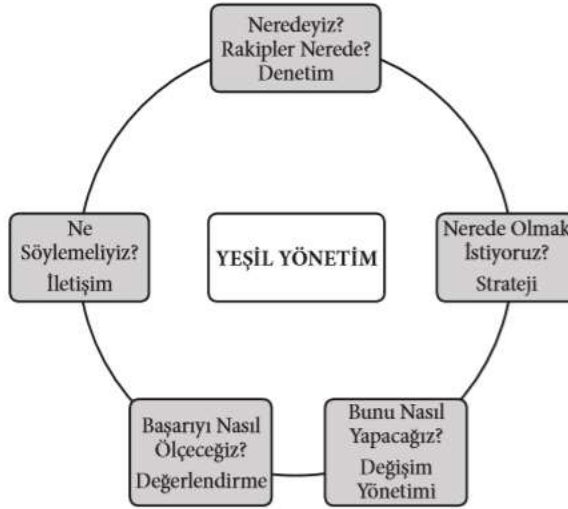 Neredeyiz?
Rakipler Nerede?
Denetim
Ne
Söylemeliyiz?
İletişim
YEŞİL YÖNETİM
Nerede Olmak
İstiyoruz?
Strateji
Başarıyı Nasıl
Ölçeceğiz?
Değerlendirme
Bunu Nasıl
Yapacağız?
Değişim
Yönetimi